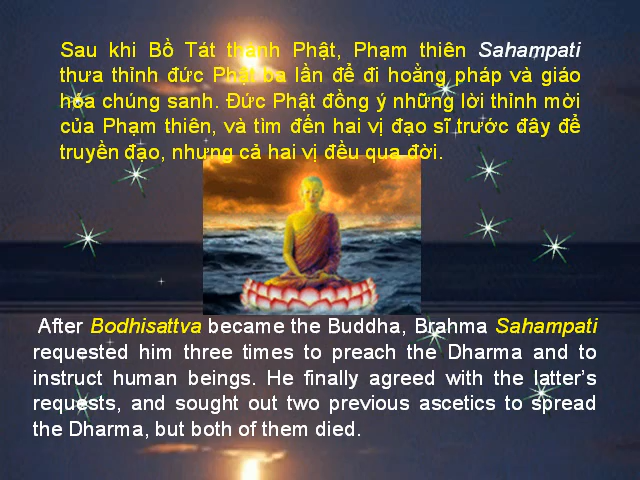 Sau khi Bồ Tát thành Phật, Phạm thiên Sahampati
thưa thỉnh đức Phật ba lần để đi hoằng pháp và giáo
hóa chúng sanh. Đức Phật đồng ý những lời thỉnh mời
của Phạm thiên, và tìm đến hai vị đạo sĩ trước đây để
truyền đạo, nhưng cả hai vị đều qua đời.
After Bodhisattva became the Buddha, Brahma Sahampati
requested him three times to preach the Dharma and to
instruct human beings. He finally agreed with the latter’s
requests, and sought out two previous ascetics to spread
the Dharma, but both of them died.